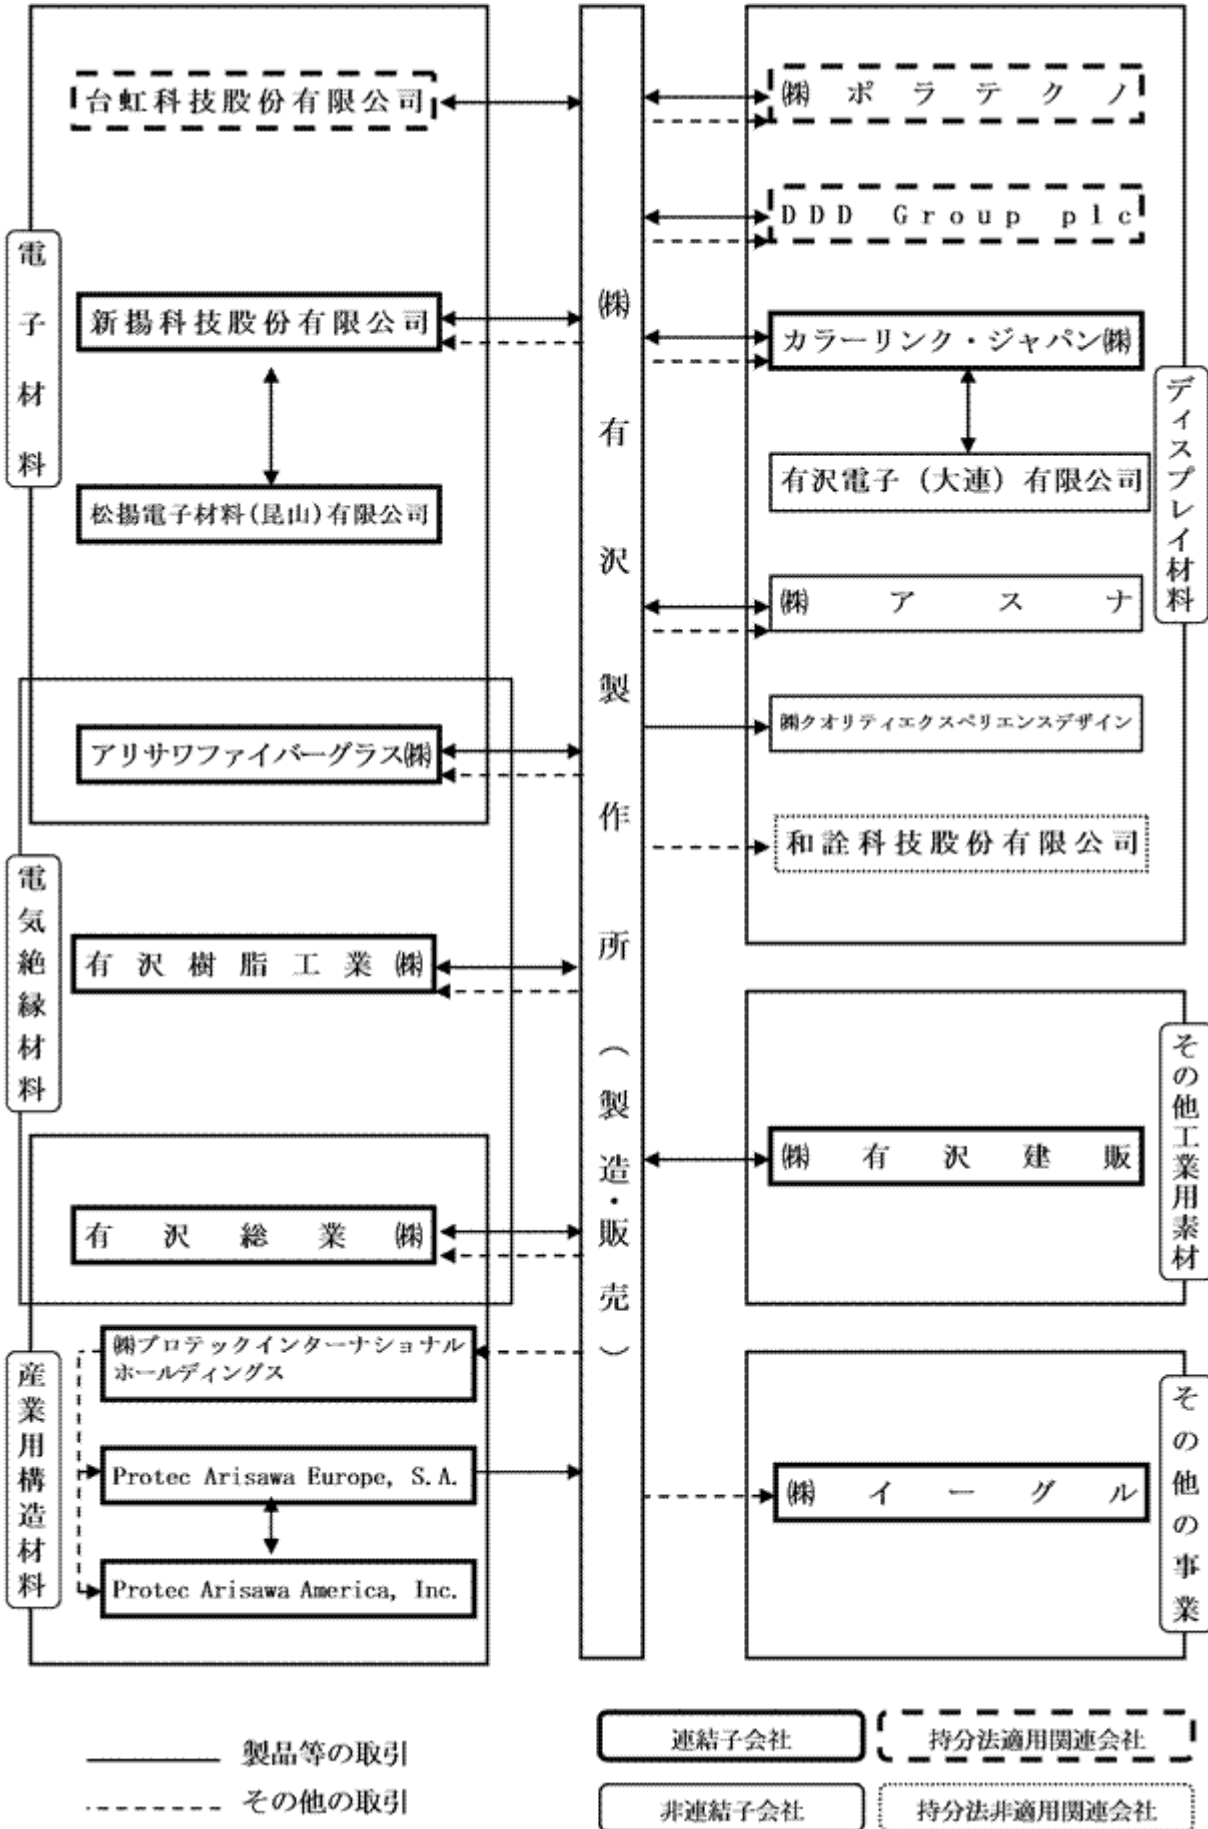 電子材料
台虹科技股份有限公司
新揚科技股份有限公司
松揚電子材料(昆山)有限公司
アリサワファイバーグラス㈱
電気絶縁材料
有沢樹脂工業㈱
有沢総業㈱
産業用構造材料
㈱プロテックインターナショナル
ホールディングス
Protec Arisawa Europe, S.A.
Protec Arisawa America, Inc.
㈱有沢製作所(製造・販売)
ディスプレイ材料
㈱ポラテクノ
DDD Group plc
カラーリンク・ジャパン㈱
有沢電子(大連)有限公司
㈱アスナ
㈱クオリティエクスペリエンスデザイン
和詮科技股份有限公司
その他工業用素材
㈱有沢建販
その他の事業
㈱イーグル
製品等の取引
その他の取引
連結子会社
持分法適用関連会社
非連結子会社
持分法非適用関連会社